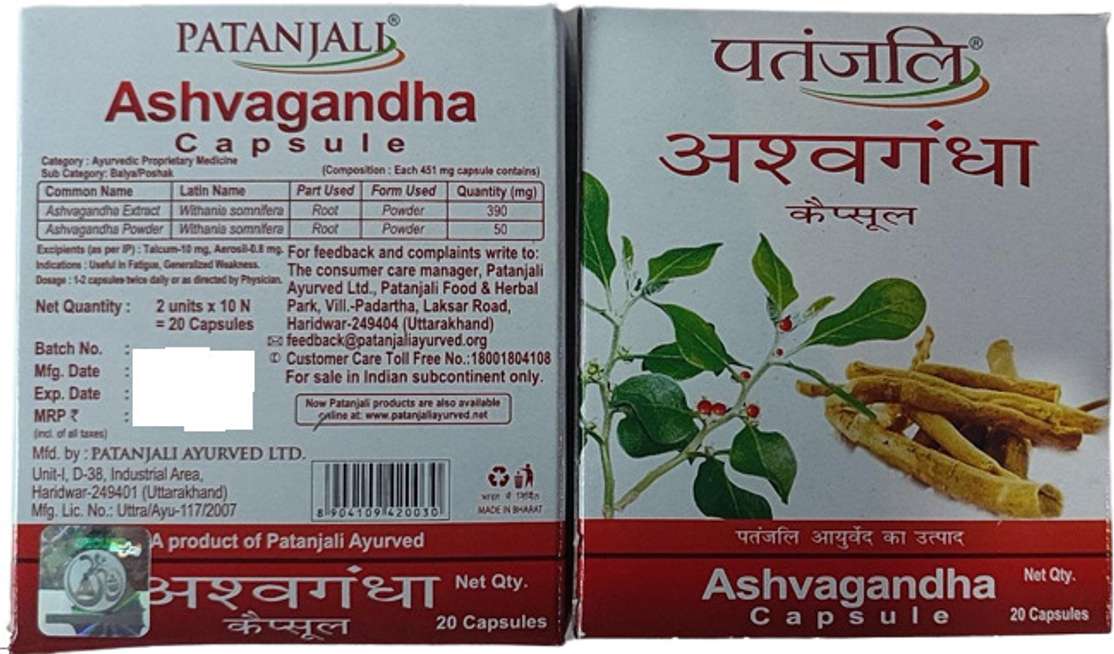 PATANJALI®
Ashvagandha
Capsule
Category : Ayurvedic Proprietary Medicine
Sub Category: Balya/Poshak
(Composition : Each 451 mg capsule contains)
Common Name Latin Name Part Used Form Used Quantity (mg)
Ashvagandha Extract Withania somnifera Root Powder 390
Ashvagandha Powder Withania somnifera Root Powder 50
Excipients (as per IP) : Talcum-10 mg, Aerosil-0.8 mg.
Indications : Useful in Fatigue, Generalized Weakness.
Dosage : 1-2 capsules twice daily or as directed by Physician.
Net Quantity : 2 units x 10 N
= 20 Capsules
Batch No. :
Mfg. Date :
Exp. Date :
MRP ₹ :
(incl. of all taxes)
For feedback and complaints write to:
The consumer care manager, Patanjali
Ayurved Ltd., Patanjali Food & Herbal
Park, Vill.-Padartha, Laksar Road,
Haridwar-249404 (Uttarakhand)
feedback@patanjaliayurved.org
Customer Care Toll Free No.:18001804108
For sale in Indian subcontinent only.
Now Patanjali products are also available
online at: www.patanjaliayurved.net
Mfd. by : PATANJALI AYURVED LTD.
Unit-I, D-38, Industrial Area,
Haridwar-249401 (Uttarakhand)
Mfg. Lic. No.: Uttra/Ayu-117/2007
8 904109 420030
भारत में निर्मित
MADE IN BHARAT
A product of Patanjali Ayurved
अश्वगंधा
कैप्सूल
Net Qty.
20 Capsules
पतंजलि®
अश्वगंधा
कैप्सूल
पतंजलि आयुर्वेद का उत्पाद
Ashvagandha
Capsule
Net Qty.
20 Capsules